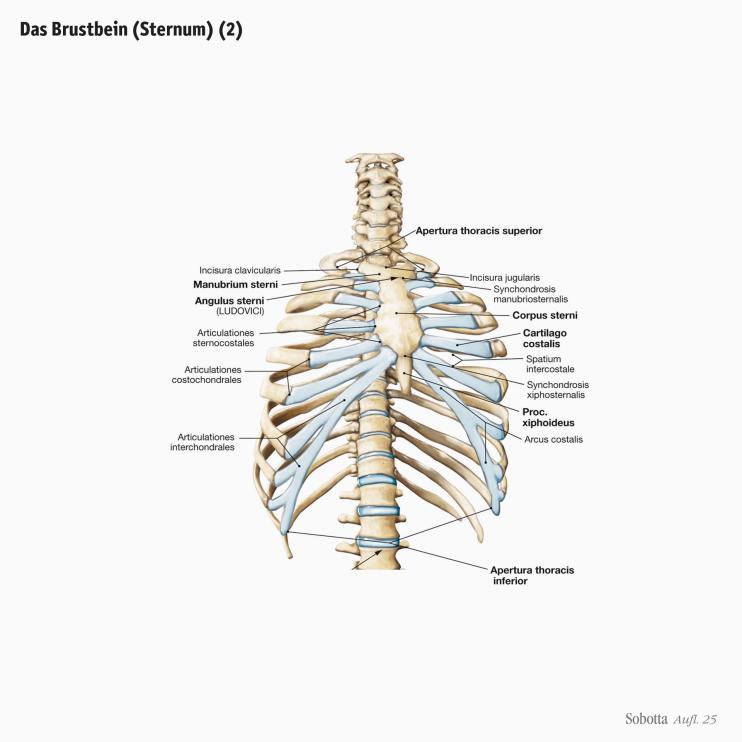 Das Brustbein (Sternum) (2)
Apertura thoracis superior
Incisura clavicularis
Manubrium sterni
Angulus sterni
(LUDOVICI)
Articulationes
sternocostales
Articulationes
costochondrales
Articulationes
interchondrales
Incisura jugularis
Synchondrosis
manubriosternalis
Corpus sterni
Cartilago
costalis
Spatium
intercostale
Synchondrosis
xiphosternalis
Proc.
xiphoideus
Arcus costalis
Apertura thoracis
inferior
Sobotta Aufl. 25